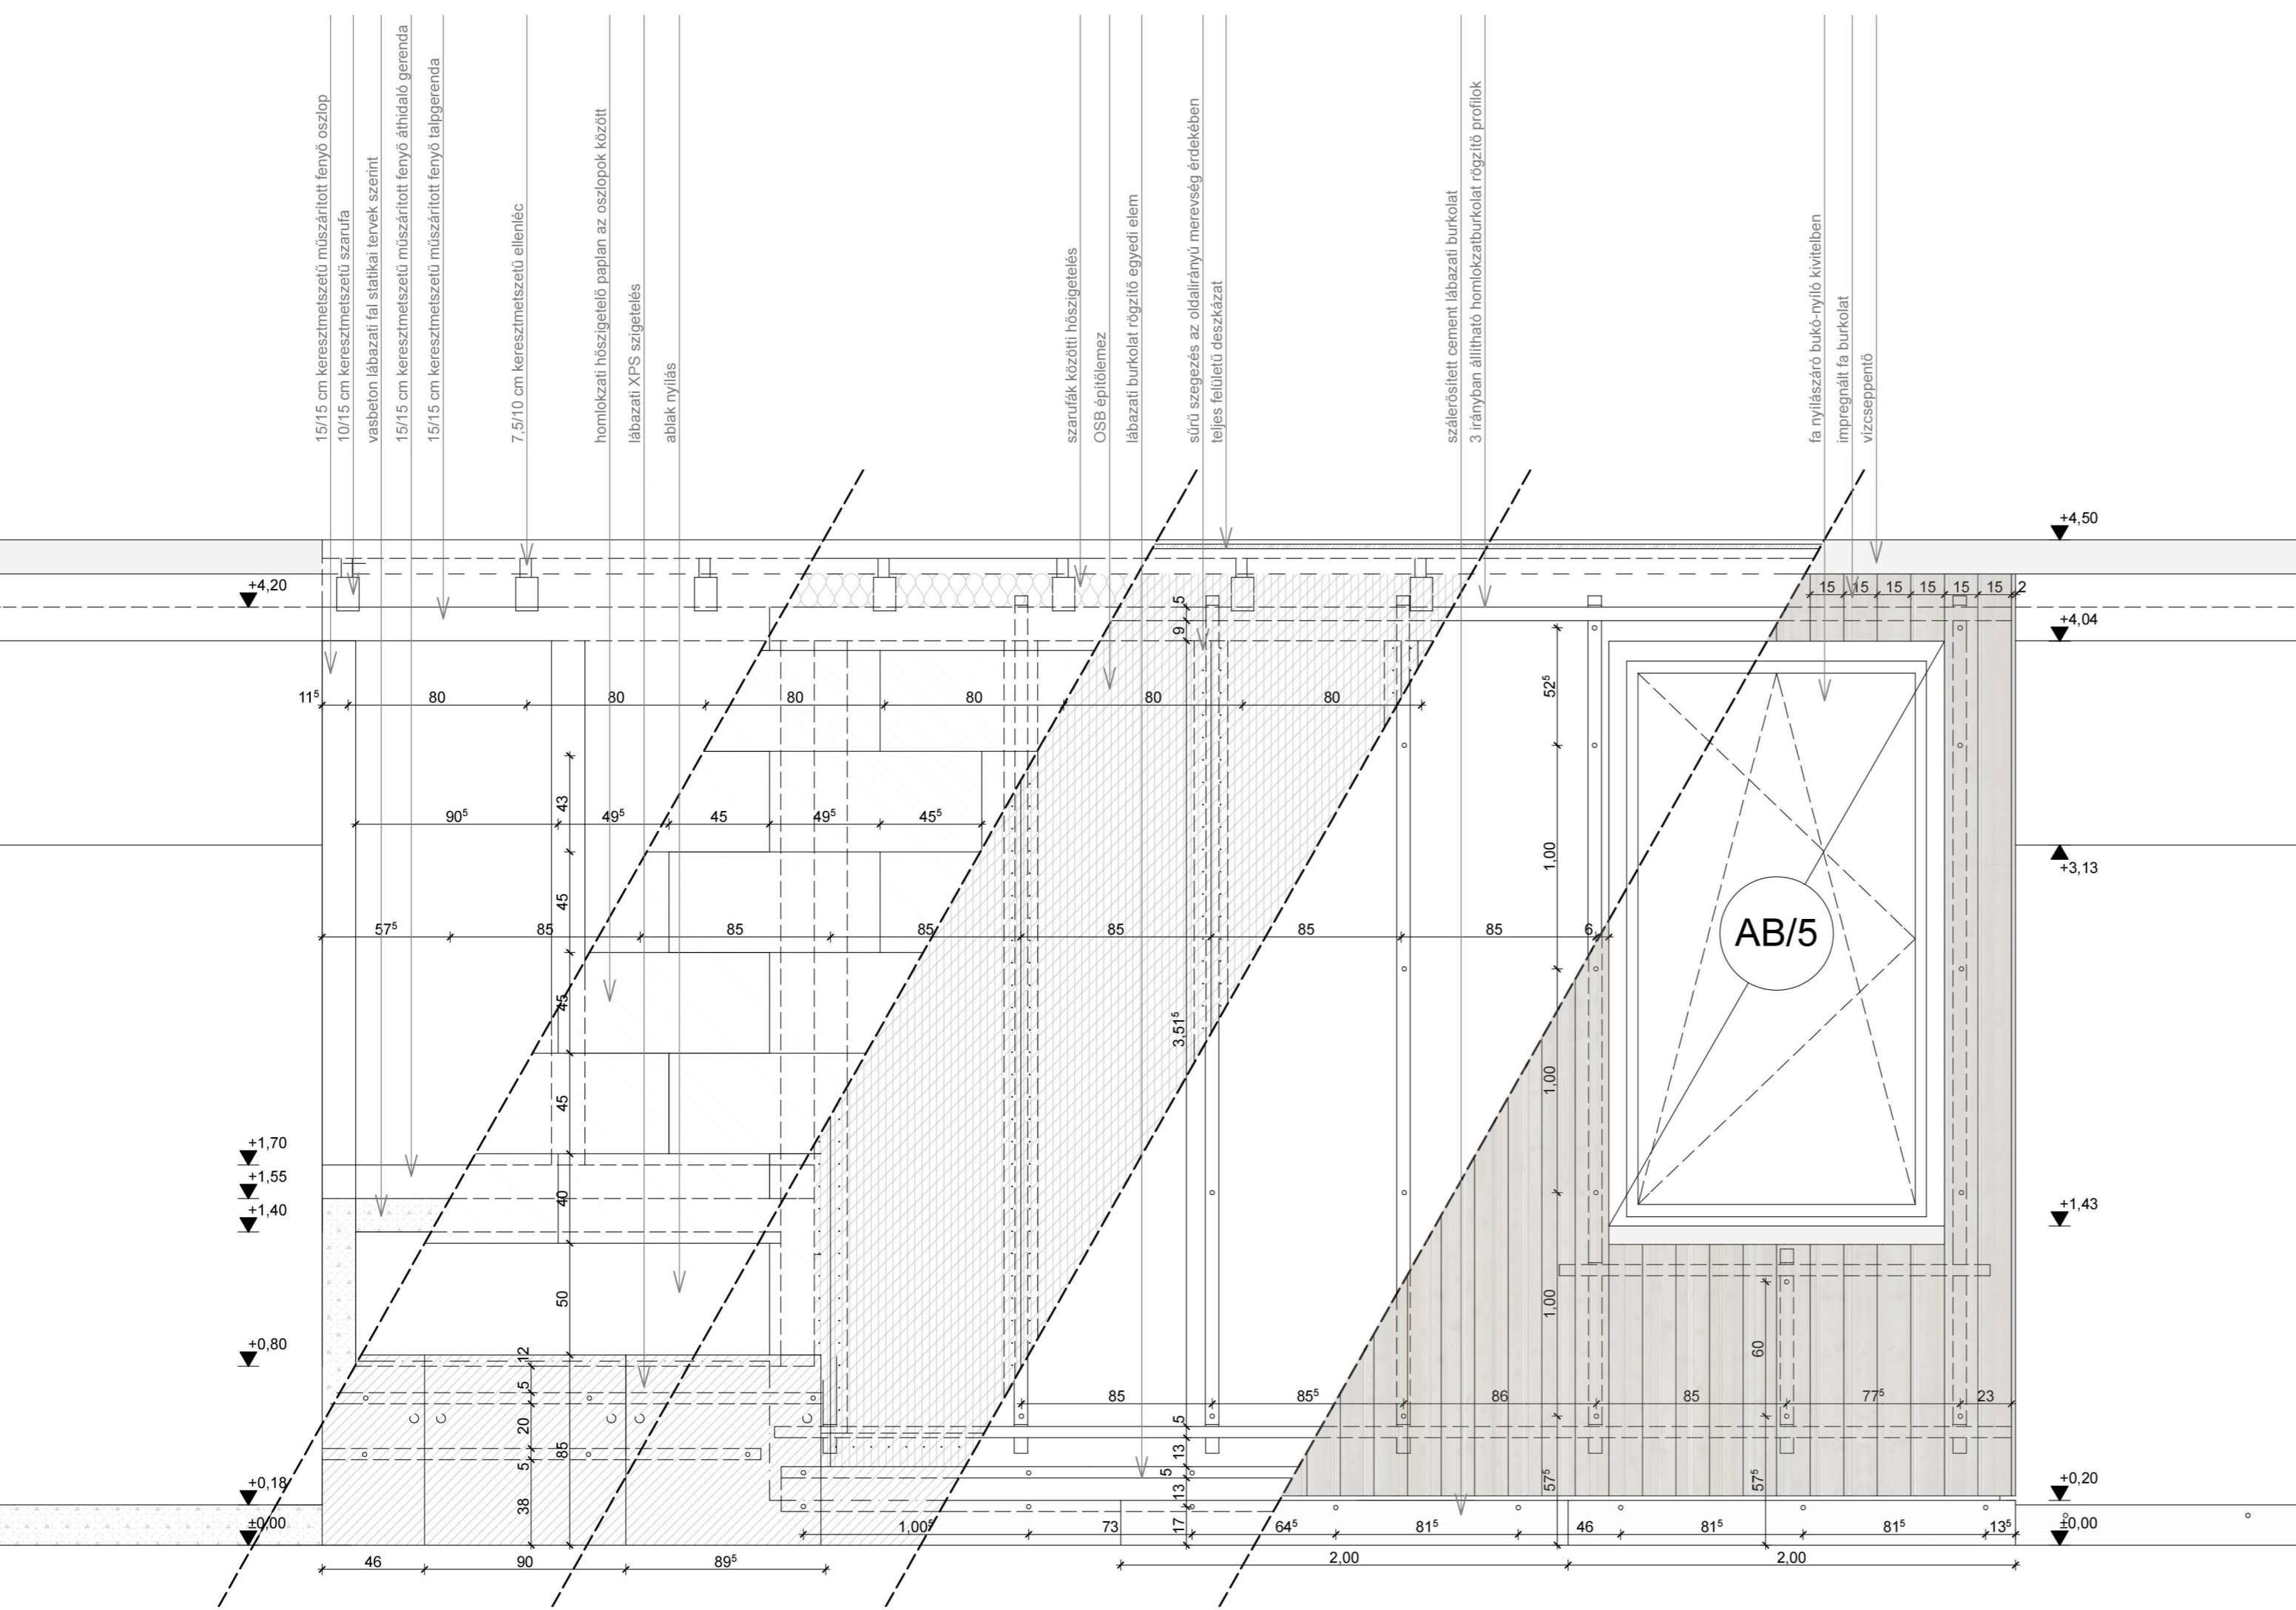 15/15 cm keresztmetszetű műszárított fenyő oszlop
10/15 cm keresztmetszetű szarufa
vasbeton lábazati fal statikai tervek szerint
15/15 cm keresztmetszetű műszárított fenyő áthidaló gerenda
15/15 cm keresztmetszetű műszárított fenyő talpgerenda
7,5/10 cm keresztmetszetű ellenléc
homlokzati hőszigetelő paplan az oszlopok között
lábazati XPS szigetelés
ablak nyílás
szarufák közötti hőszigetelés
OSB építőlemez
lábazati burkolat rögzítő egyedi elem
sűrű szegezés az oldalirányú merevség érdekében
teljes felületű deszkázat
szálerősített cement lábazati burkolat
3 irányban állítható homlokzatburkolat rögzítő profilok
fa nyílászáró bukó-nyíló kivitelben
impregnált fa burkolat
vízcseppentő
+4,50
+4,20
15 15 15 15 15 15 2
5
9
+4,04
11⁵ 80 80 80 80 80 80
52⁵
43
90⁵ 49⁵ 45 49⁵ 45⁵
1,00
+3,13
45
57⁵ 85 85 85 85 85 85 6
AB/5
45
3,51⁵
45
1,00
+1,70
+1,55
+1,40
40
+1,43
50
1,00
60
+0,80
12
5
20
5
38
85
85 85⁵ 86 85 77⁵ 23
5
13
5
13
17
57⁵
57⁵
+0,18
+0,20
±0,00
1,00⁵ 73 64⁵ 81⁵ 46 81⁵ 81⁵ 13⁵
±0,00
46 90 89⁵
2,00 2,00